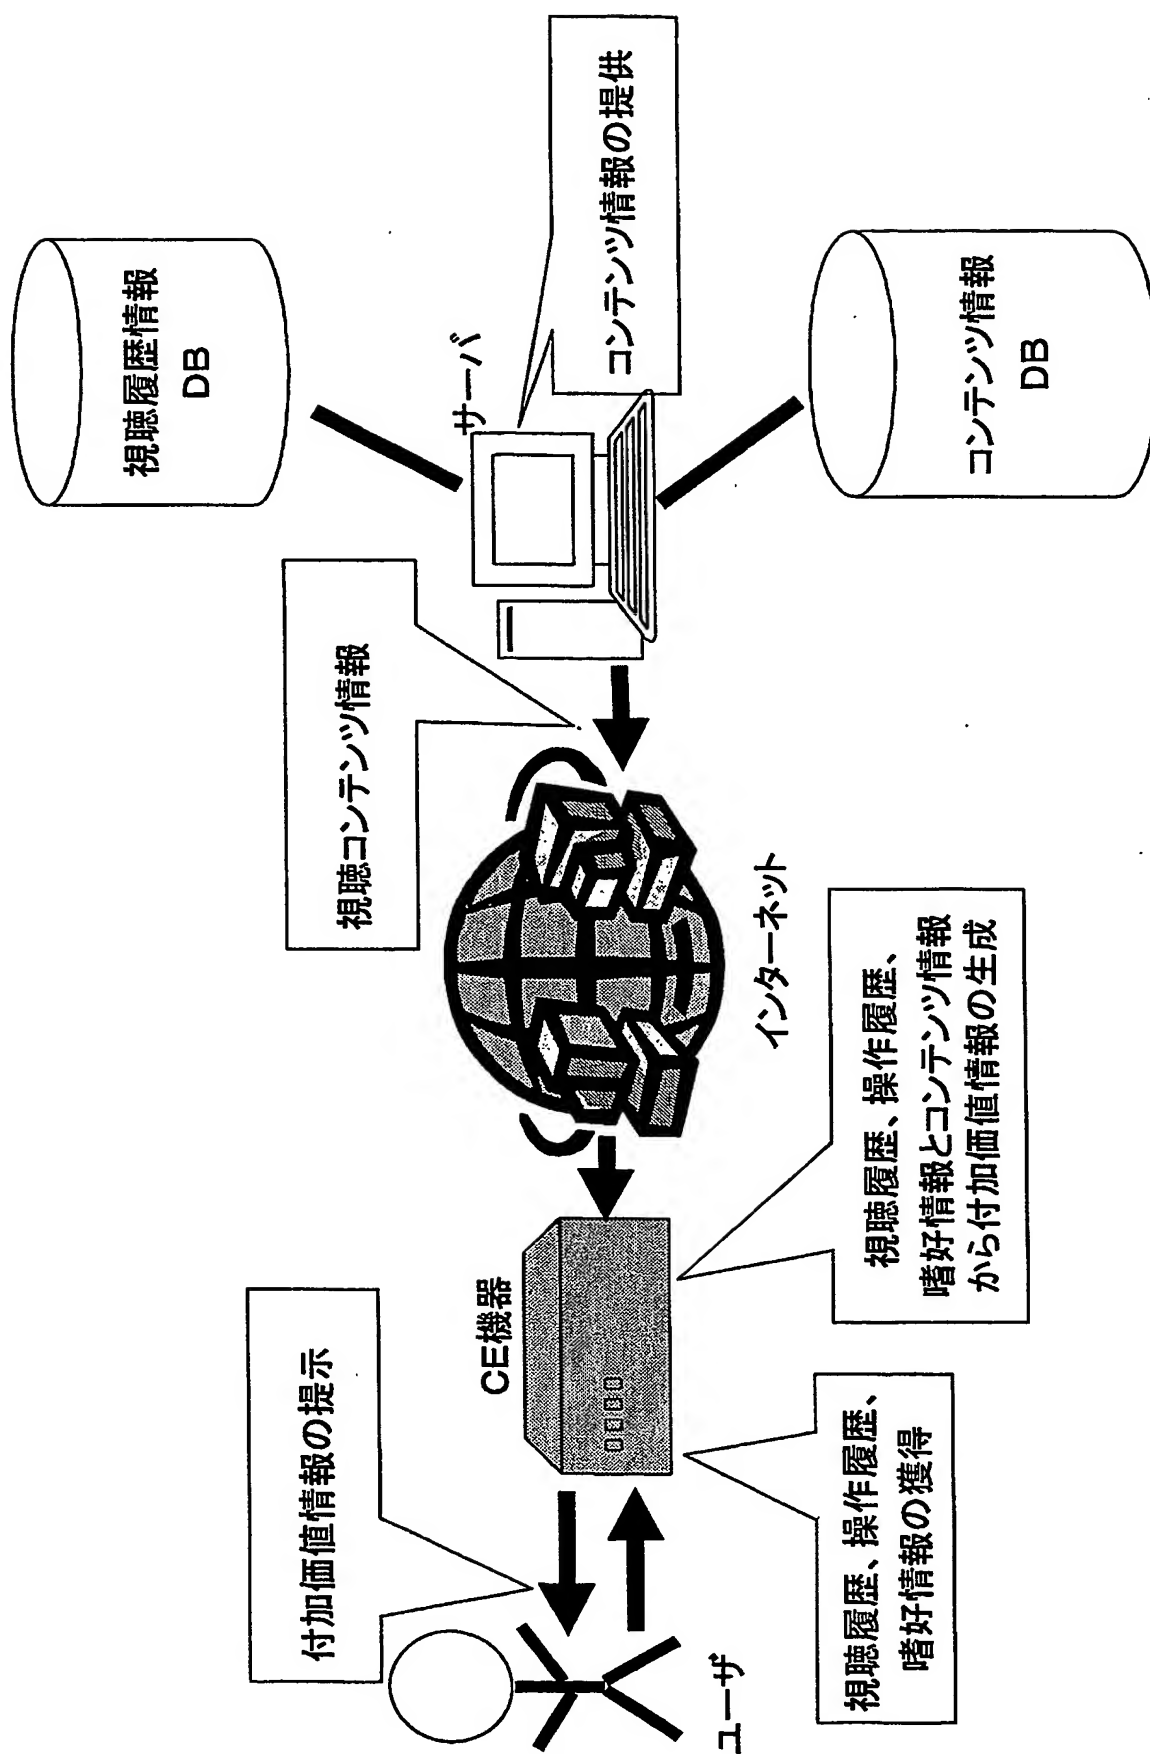 付加価値情報の提示
ユーザ
CE機器
視聴履歴、操作履歴、
嗜好情報の獲得
視聴履歴、操作履歴、
嗜好情報とコンテンツ情報
から付加価値情報の生成
インターネット
視聴コンテンツ情報
サーバ
コンテンツ情報の提供
視聴履歴情報
DB
コンテンツ情報
DB